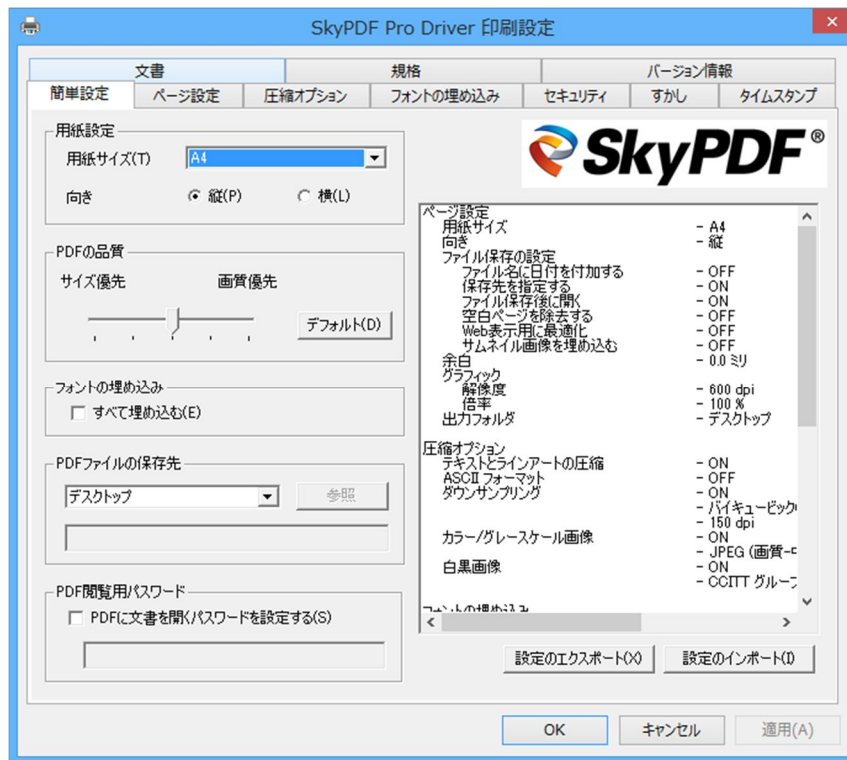 SkyPDF Pro Driver 印刷設定
文書 規格 バージョン情報
簡単設定 ページ設定 圧縮オプション フォントの埋め込み セキュリティ すかし タイムスタンプ
用紙設定
用紙サイズ(T) A4
向き 縦(P) 横(L)
PDFの品質
サイズ優先 画質優先
デフォルト(D)
フォントの埋め込み
すべて埋め込む(E)
PDFファイルの保存先
デスクトップ 参照
PDF閲覧用パスワード
PDFに文書を開くパスワードを設定する(S)
SkyPDF®
ページ設定
用紙サイズ - A4
向き - 縦
ファイル保存の設定
ファイル名に日付を付加する - OFF
保存先を指定する - ON
ファイル保存後に開く - ON
空白ページを除去する - OFF
Web表示用に最適化 - OFF
サムネイル画像を埋め込む - OFF
余白 - 0.0 ミリ
グラフィック
解像度 - 600 dpi
倍率 - 100 %
出力フォルダ - デスクトップ
圧縮オプション
テキストとラインアートの圧縮 - ON
ASCII フォーマット - OFF
ダウンサンプリング - ON
- バイキュービック
- 150 dpi
カラー/グレースケール画像 - ON
- JPEG (画質-
白黒画像 - ON
- CCITT グルー
フォントの埋め込み
設定のエクスポート(X) 設定のインポート(I)
OK キャンセル 適用(A)